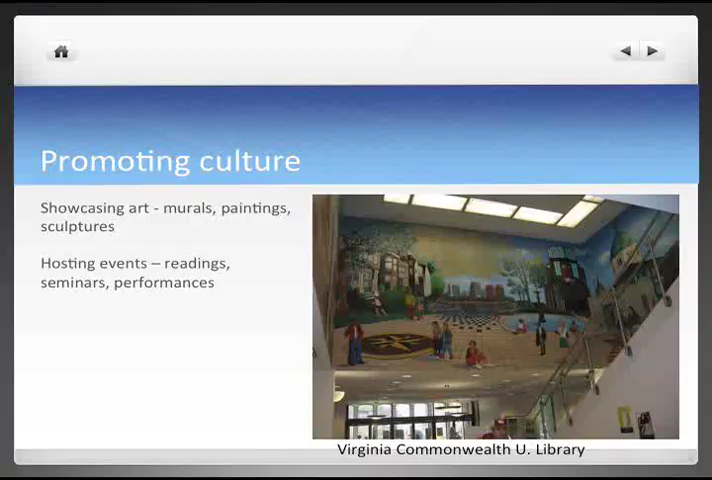 Promoting culture
Showcasing art - murals, paintings,
sculptures
Hosting events – readings,
seminars, performances
Virginia Commonwealth U. Library